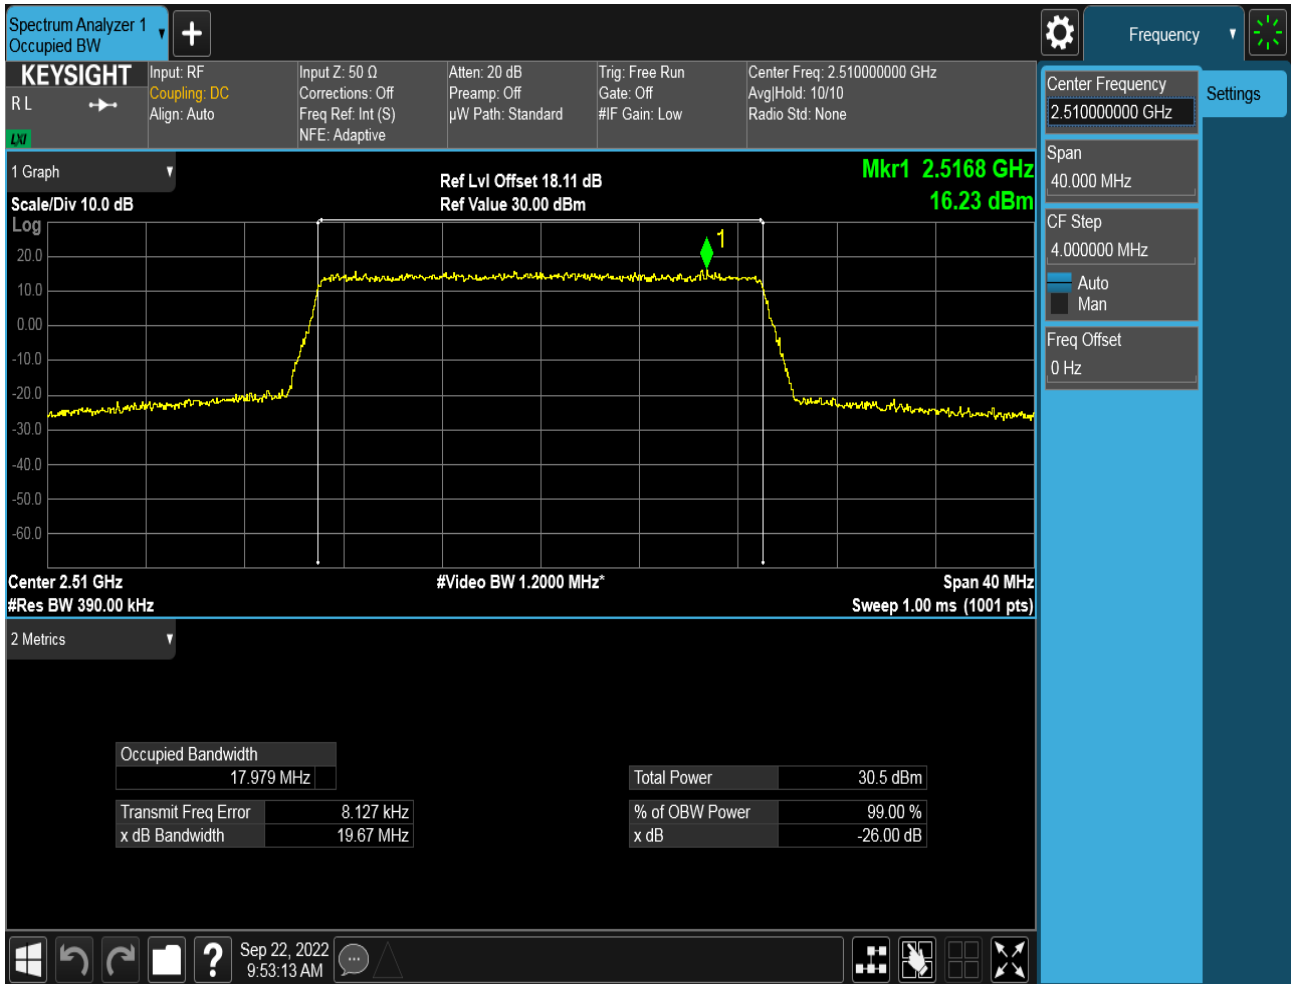 Spectrum Analyzer 1
Occupied BW
Frequency
KEYSIGHT
R L
LXI
Input: RF
Coupling: DC
Align: Auto
Input Z: 50 Ω
Corrections: Off
Freq Ref: Int (S)
NFE: Adaptive
Atten: 20 dB
Preamp: Off
µW Path: Standard
Trig: Free Run
Gate: Off
#IF Gain: Low
Center Freq: 2.510000000 GHz
Avg|Hold: 10/10
Radio Std: None
Center Frequency
2.510000000 GHz
Settings
Span
40.000 MHz
CF Step
4.000000 MHz
Auto
Man
Freq Offset
0 Hz
1 Graph
Scale/Div 10.0 dB
Ref Lvl Offset 18.11 dB
Ref Value 30.00 dBm
Mkr1 2.5168 GHz
16.23 dBm
Log
1
20.0
10.0
0.00
-10.0
-20.0
-30.0
-40.0
-50.0
-60.0
Center 2.51 GHz
#Video BW 1.2000 MHz*
Span 40 MHz
#Res BW 390.00 kHz
Sweep 1.00 ms (1001 pts)
2 Metrics
Occupied Bandwidth
17.979 MHz
Total Power 30.5 dBm
Transmit Freq Error 8.127 kHz
% of OBW Power 99.00 %
x dB Bandwidth 19.67 MHz
x dB -26.00 dB
?
Sep 22, 2022
9:53:13 AM